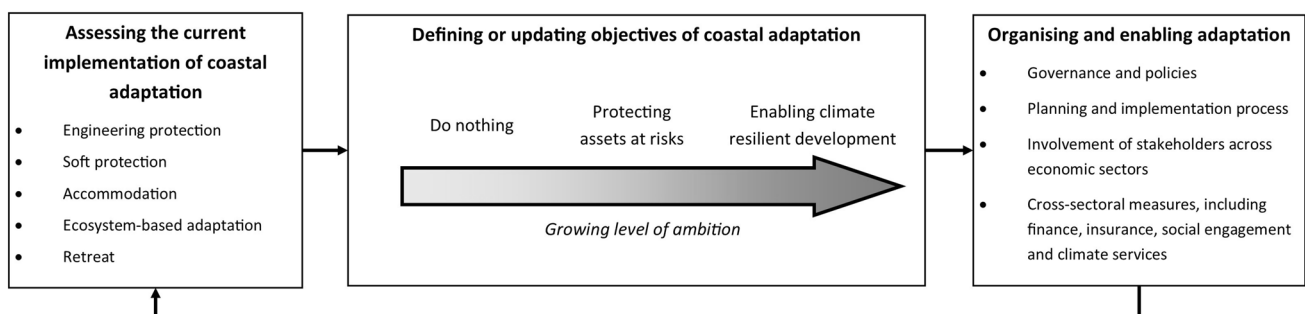 Assessing the current
implementation of coastal
adaptation
• Engineering protection
• Soft protection
• Accommodation
• Ecosystem-based adaptation
• Retreat
Defining or updating objectives of coastal adaptation
Do nothing
Protecting
assets at risks
Enabling climate
resilient development
Growing level of ambition
Organising and enabling adaptation
• Governance and policies
• Planning and implementation process
• Involvement of stakeholders across
economic sectors
• Cross-sectoral measures, including
finance, insurance, social engagement
and climate services